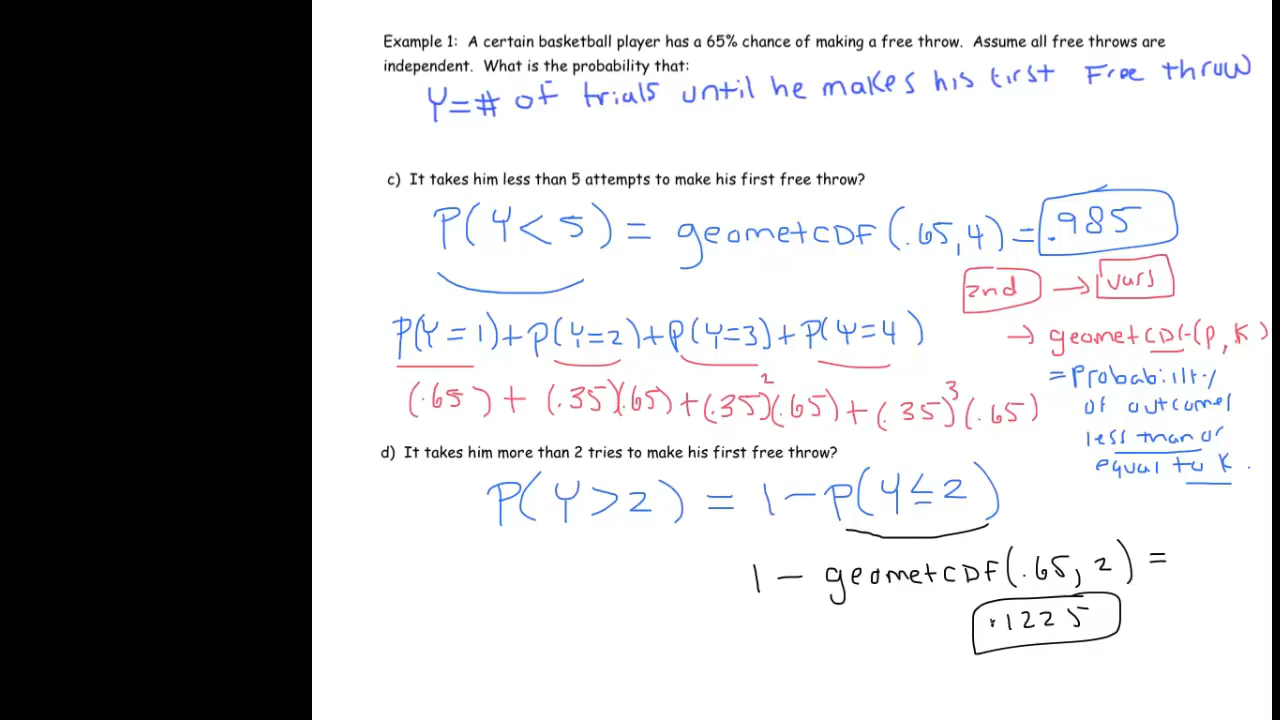 Example 1: A certain basketball player has a 65% chance of making a free throw. Assume all free throws are
independent. What is the probability that:
Y = # of trials until he makes his first Free throw
c) It takes him less than 5 attempts to make his first free throw?
P(Y < 5) = geometCDF(.65, 4) = .985
2nd → vars
P(Y = 1) + P(Y = 2) + P(Y = 3) + P(Y = 4)
→ geometCDF(P, K)
(.65) + (.35)(.65) + (.35)²(.65) + (.35)³(.65)
= Probability
of outcomes
less than or
equal to K.
d) It takes him more than 2 tries to make his first free throw?
P(Y > 2) = 1 − P(Y ≤ 2)
1 − geometCDF(.65, 2) =
.1225